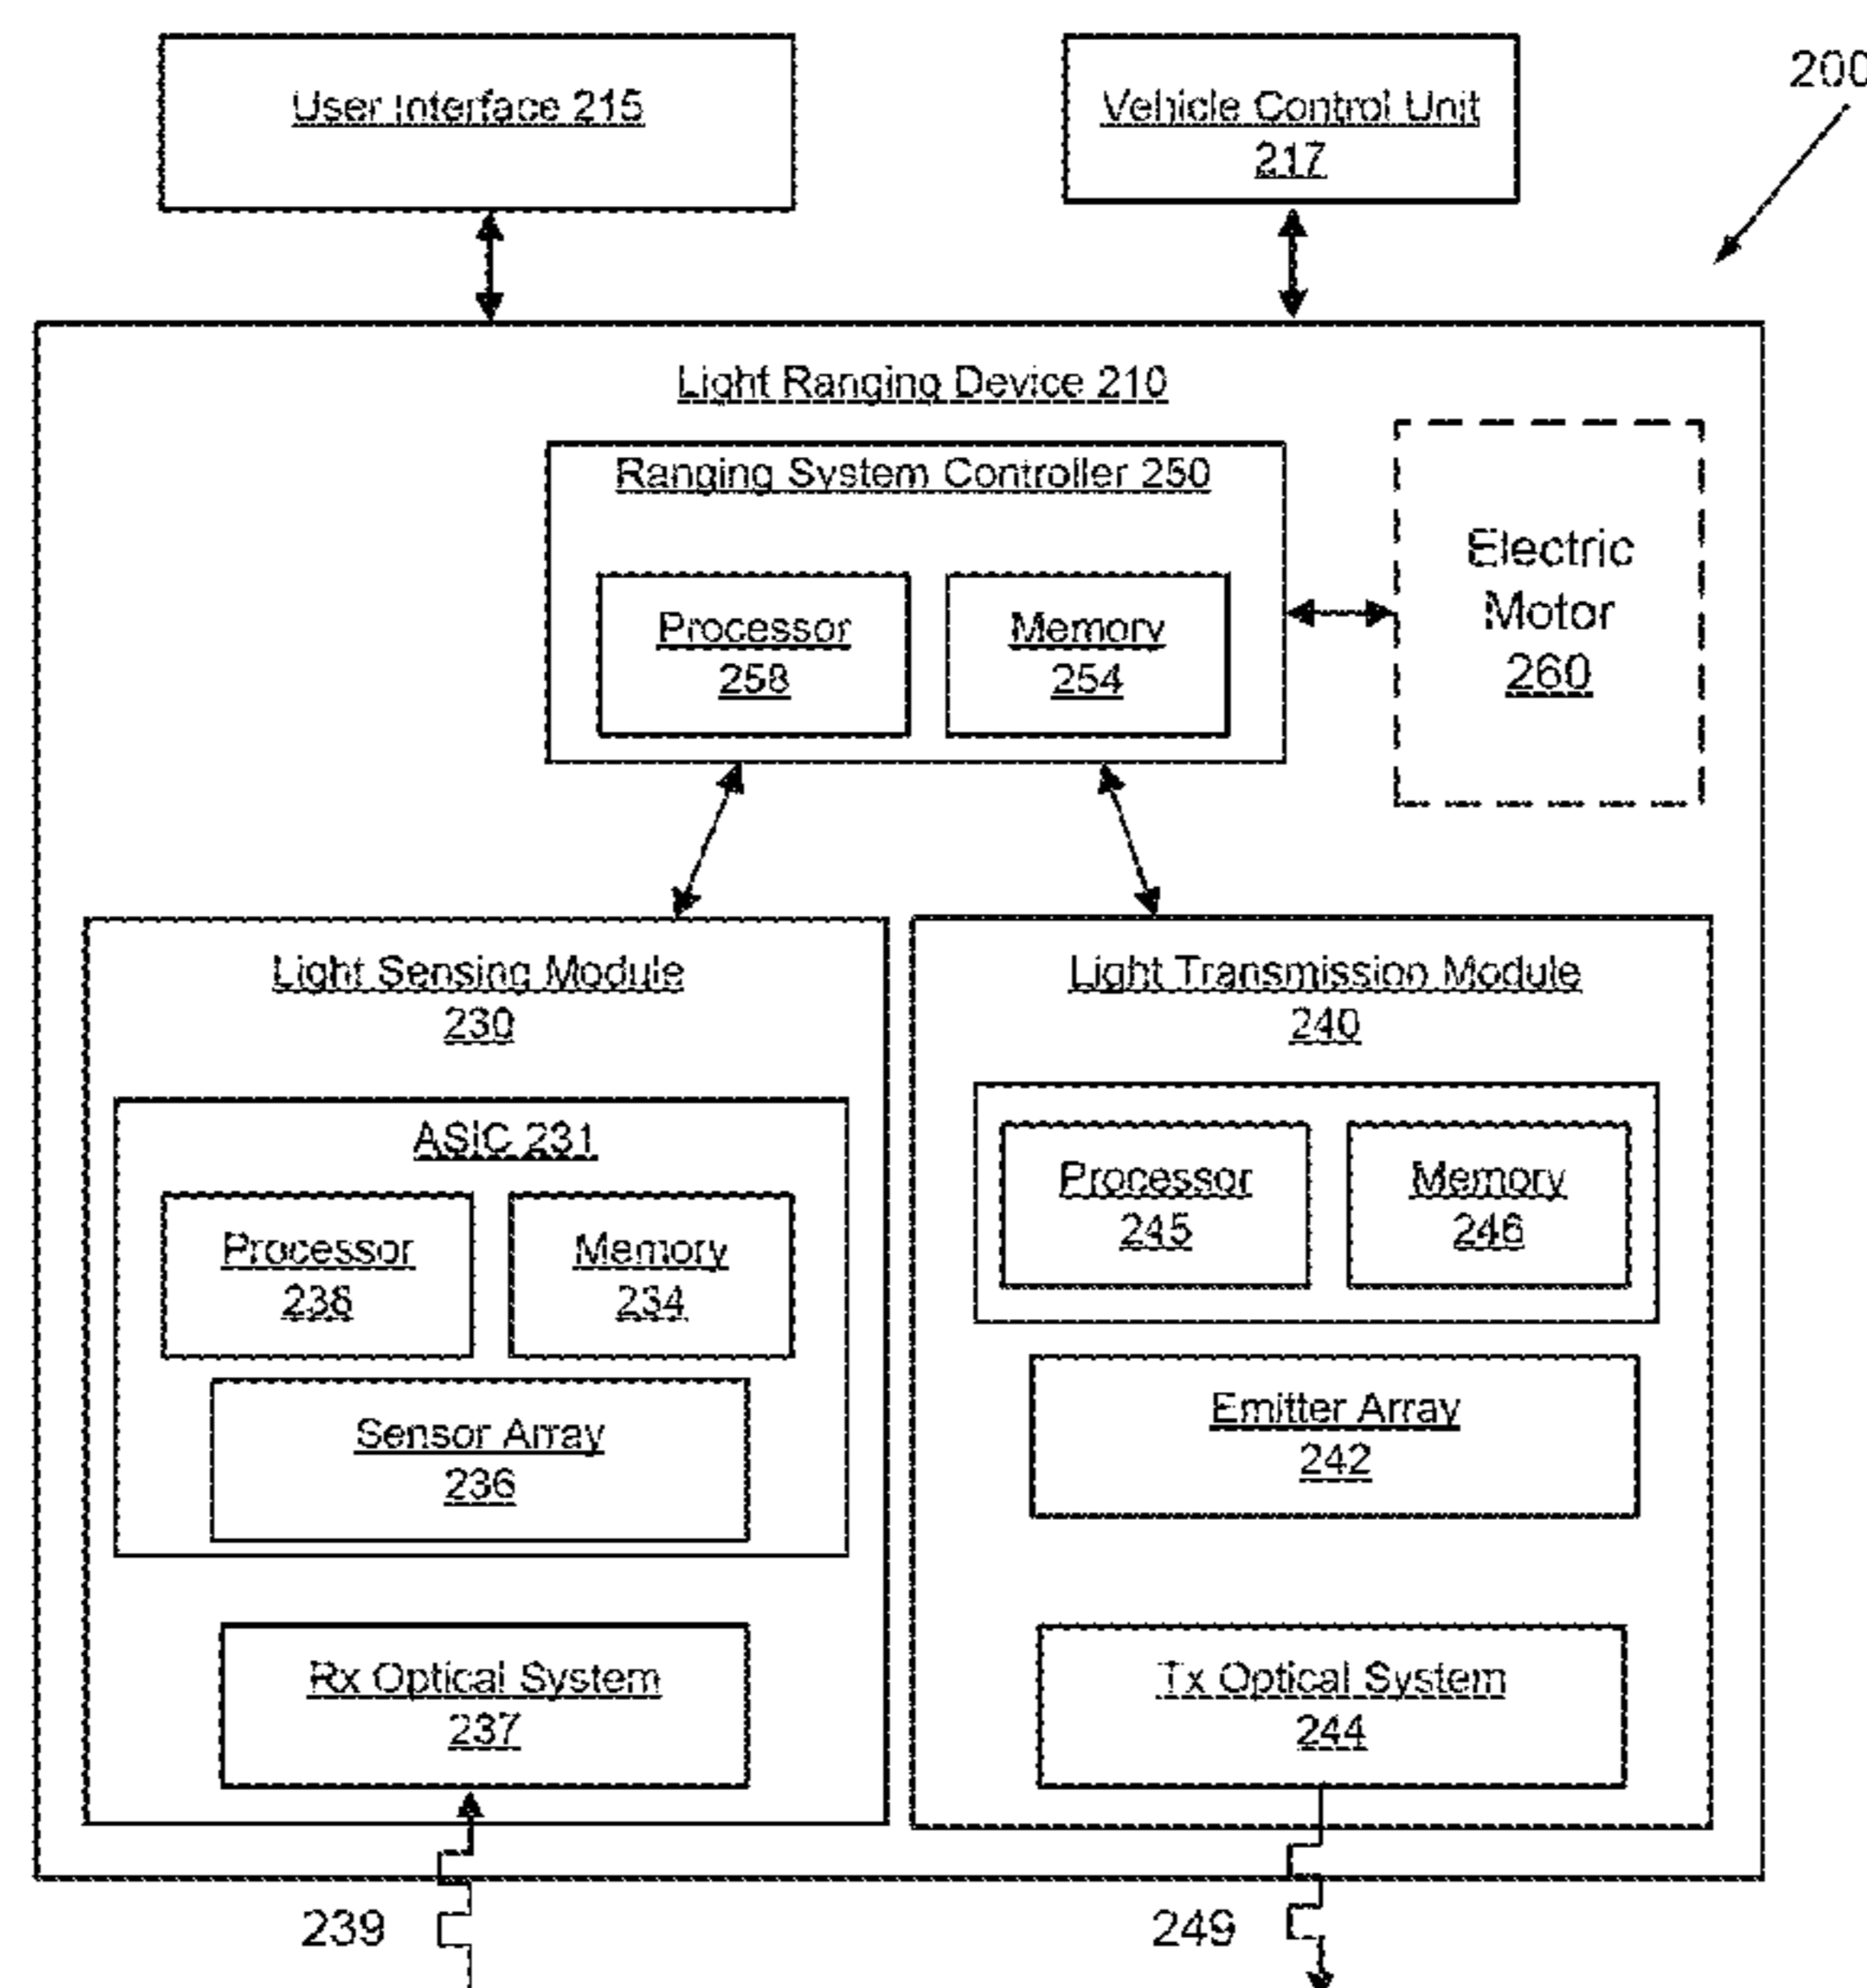 User Interface 215
Vehicle Control Unit
217
200
Light Ranging Device 210
Ranging System Controller 250
Processor
258
Memory
254
Electric
Motor
260
Light Sensing Module
230
ASIC 231
Processor
238
Memory
234
Sensor Array
236
Rx Optical System
237
Light Transmission Module
240
Processor
245
Memory
246
Emitter Array
242
Tx Optical System
244
239
249